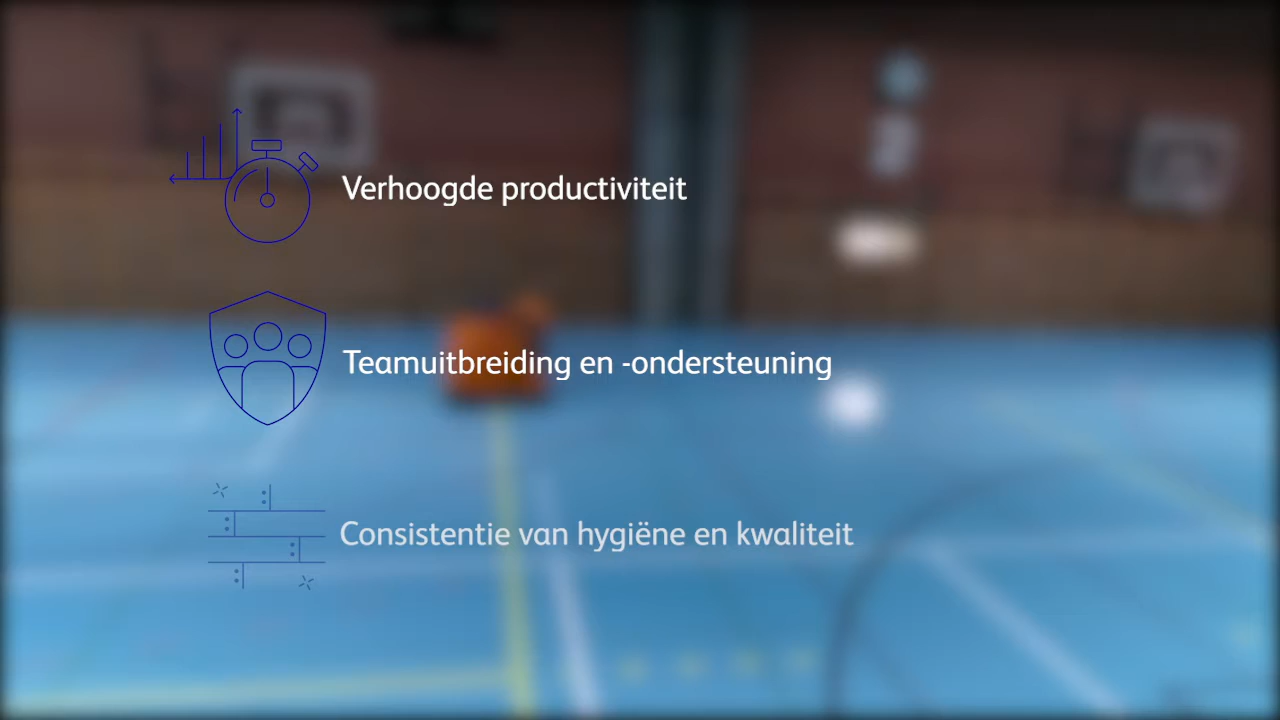 Verhoogde productiviteit
Teamuitbreiding en -ondersteuning
Consistentie van hygiëne en kwaliteit